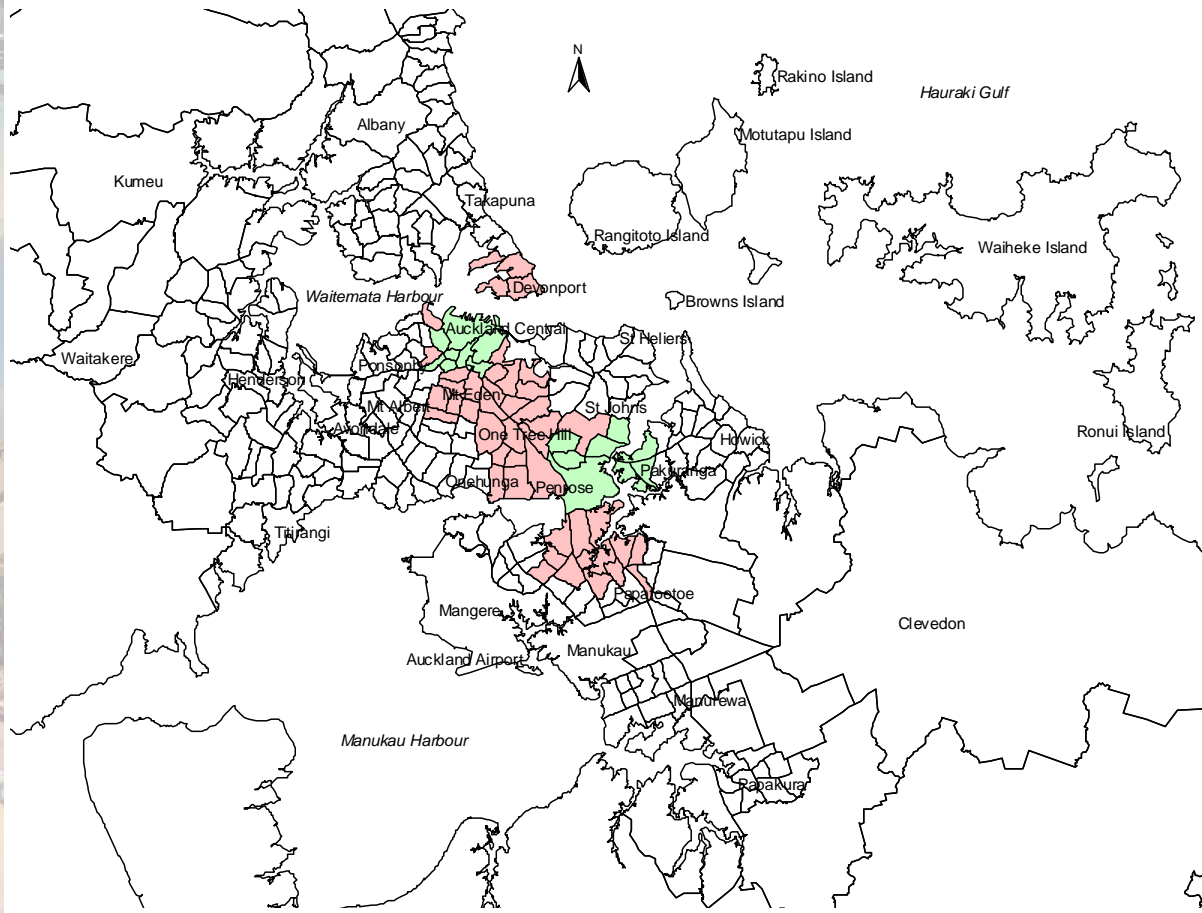 N
Rakino Island
Hauraki Gulf
Albany
Motutapu Island
Kumeu
Takapuna
Rangitoto Island
Waiheke Island
Devonport
Waitemata Harbour
Browns Island
Auckland Central
St Heliers
Waitakere
Ponsonby
Henderson
Mt Eden
Mt Albert
St Johns
Avondale
One Tree Hill
Ronui Island
Howick
Pakuranga
Onehunga
Penrose
Titirangi
Papatoetoe
Mangere
Clevedon
Manukau
Auckland Airport
Manurewa
Manukau Harbour
Papakura